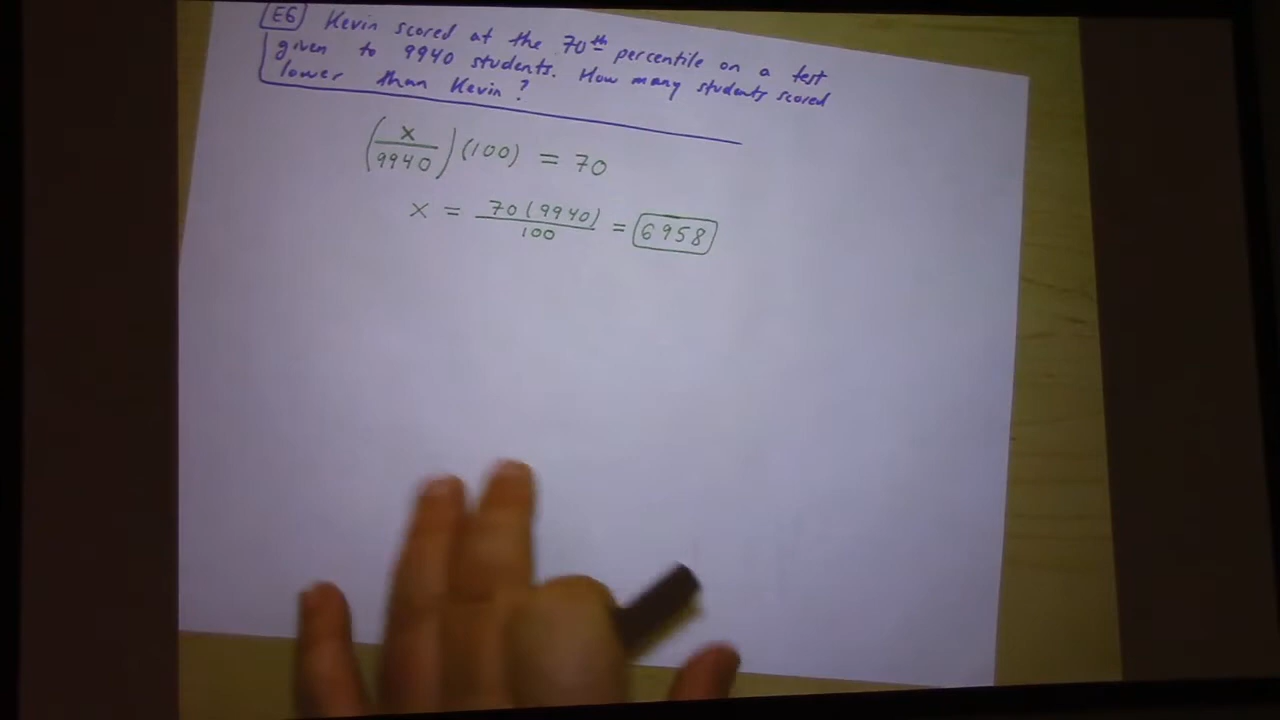 E6 Kevin scored at the 70th percentile on a test
given to 9940 students. How many students scored
lower than Kevin?
(x/9940)(100) = 70
x = 70(9940)/100 = 6958